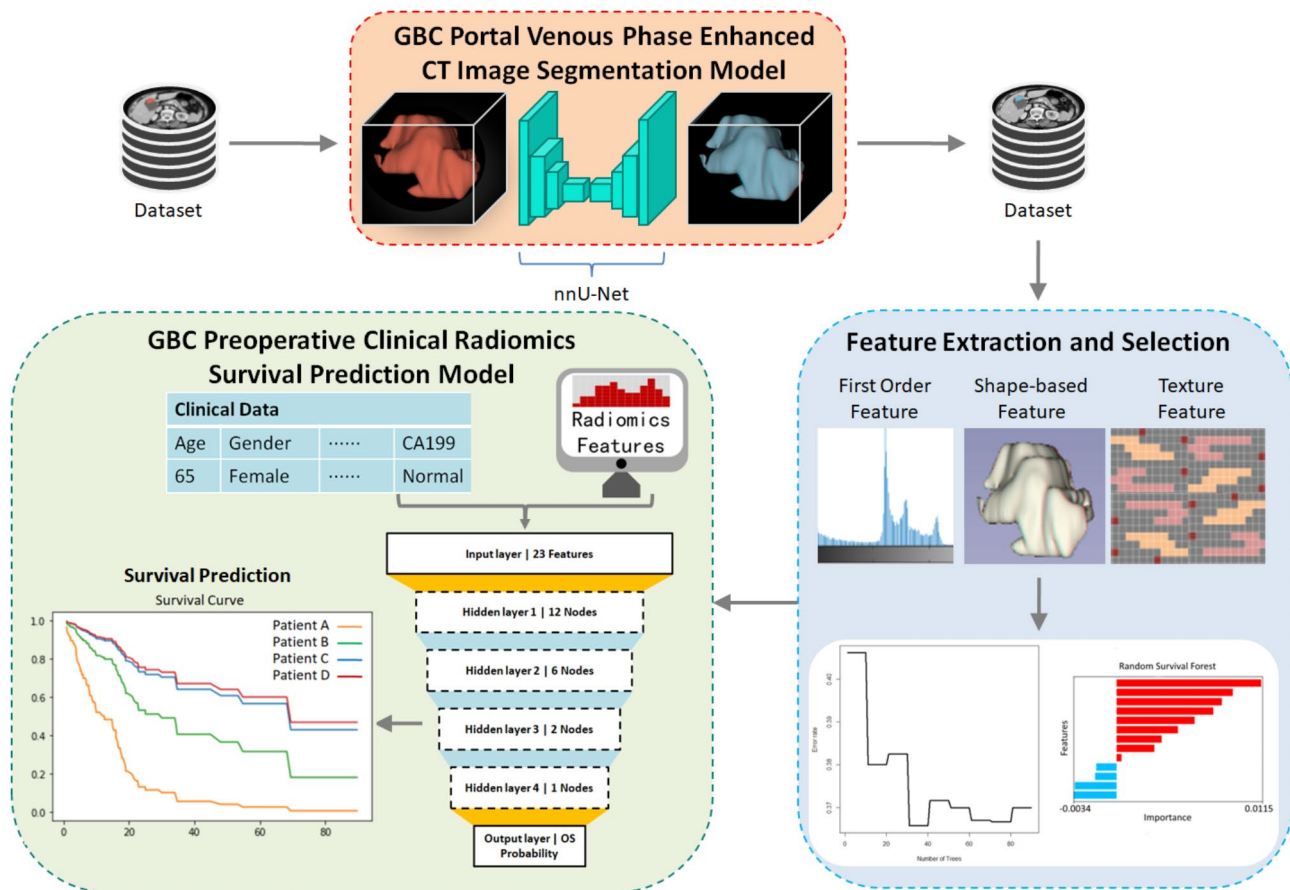 GBC Portal Venous Phase Enhanced
CT Image Segmentation Model
Dataset
Dataset
nnU-Net
GBC Preoperative Clinical Radiomics
Survival Prediction Model
Clinical Data
Age Gender ...... CA199
65 Female ...... Normal
Radiomics
Features
Input layer | 23 Features
Hidden layer 1 | 12 Nodes
Hidden layer 2 | 6 Nodes
Hidden layer 3 | 2 Nodes
Hidden layer 4 | 1 Nodes
Output layer | OS
Probability
Survival Prediction
Survival Curve
Patient A
Patient B
Patient C
Patient D
1.0
0.8
0.6
0.4
0.2
0.0
0 20 40 60 80
Feature Extraction and Selection
First Order
Feature
Shape-based
Feature
Texture
Feature
Error rate
0.40
0.39
0.38
0.37
0 20 40 60 80
Number of Trees
Random Survival Forest
Features
-0.0034 0.0115
Importance